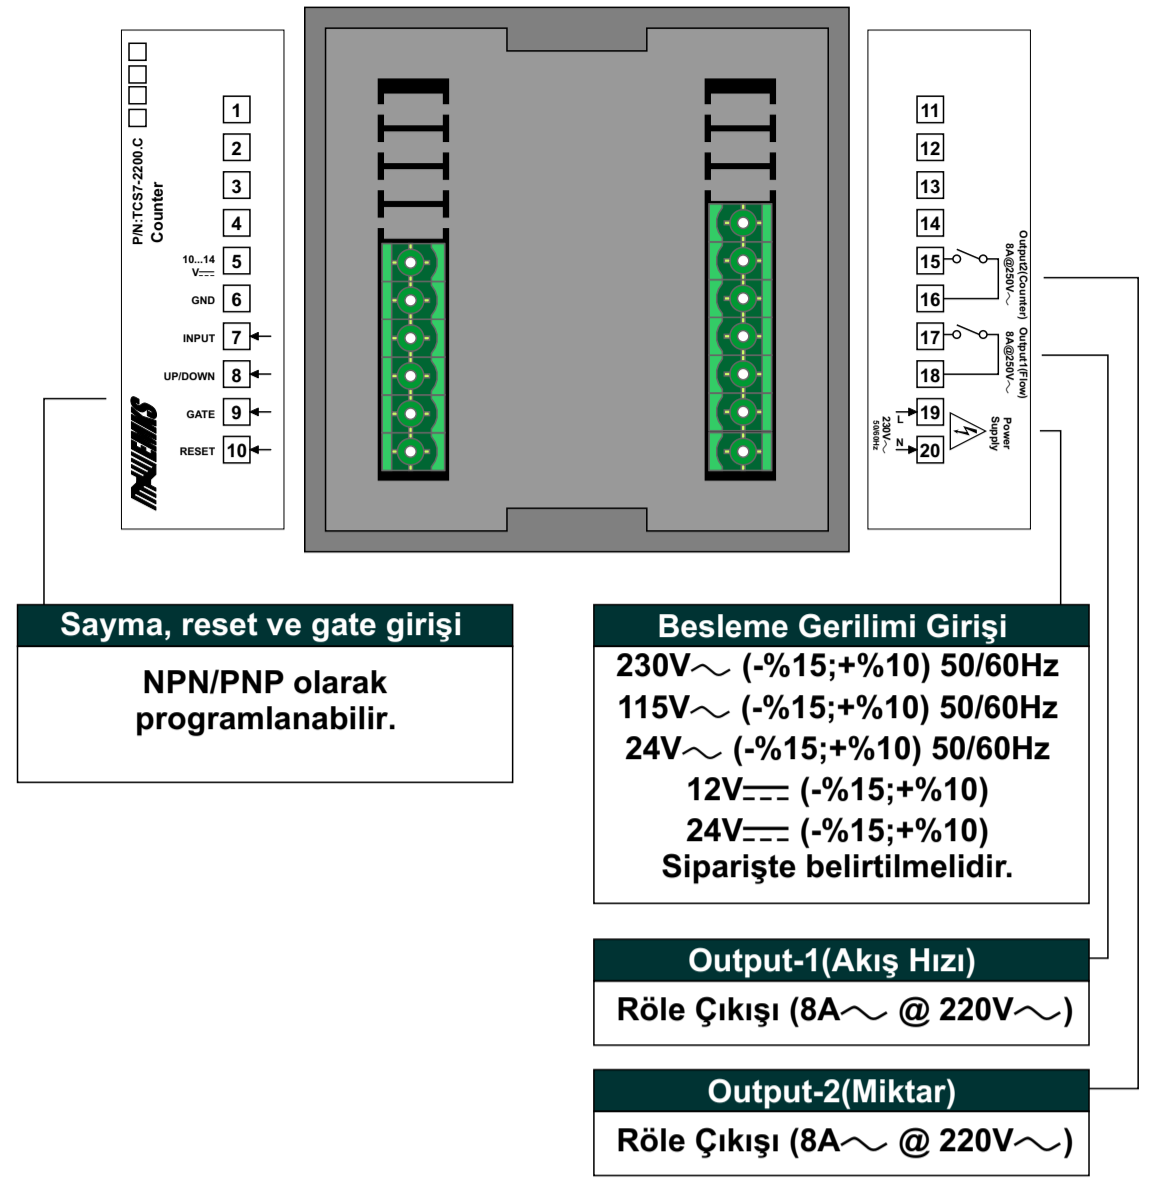 P/N:TCS7-2200.C
Counter
1
2
3
4
10...14
V
5
GND 6
INPUT 7
UP/DOWN 8
GATE 9
RESET 10
EMKS
11
12
13
14
15
16
17
18
19
20
Output2(Counter)
8A@250V~
Output1(Flow)
8A@250V~
L
N
230V~
50/60Hz
Power
Supply
Sayma, reset ve gate girişi
NPN/PNP olarak
programlanabilir.
Besleme Gerilimi Girişi
230V~ (-%15;+%10) 50/60Hz
115V~ (-%15;+%10) 50/60Hz
24V~ (-%15;+%10) 50/60Hz
12V⎓ (-%15;+%10)
24V⎓ (-%15;+%10)
Siparişte belirtilmelidir.
Output-1(Akış Hızı)
Röle Çıkışı (8A~ @ 220V~)
Output-2(Miktar)
Röle Çıkışı (8A~ @ 220V~)